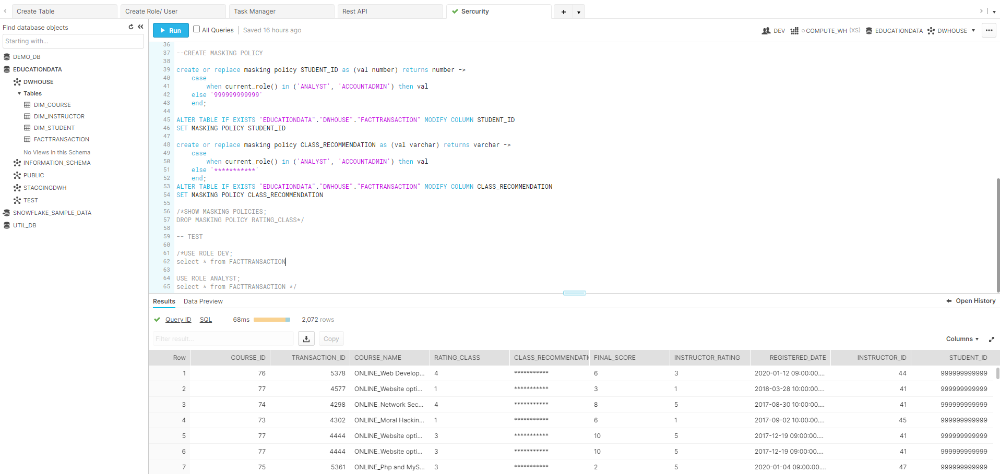 Create Table
Create Role/ User
Task Manager
Rest API
Sercurity
+
Find database objects
Starting with...
DEMO_DB
EDUCATIONDATA
DWHOUSE
Tables
DIM_COURSE
DIM_INSTRUCTOR
DIM_STUDENT
FACTTRANSACTION
No Views in this Schema
INFORMATION_SCHEMA
PUBLIC
STAGGINGDWH
TEST
SNOWFLAKE_SAMPLE_DATA
UTIL_DB
Run All Queries | Saved 16 hours ago
DEV COMPUTE_WH (XS) EDUCATIONDATA DWHOUSE
36
37 --CREATE MASKING POLICY
38
39 create or replace masking policy STUDENT_ID as (val number) returns number ->
40 case
41 when current_role() in ('ANALYST', 'ACCOUNTADMIN') then val
42 else '999999999999'
43 end;
44
45 ALTER TABLE IF EXISTS "EDUCATIONDATA"."DWHOUSE"."FACTTRANSACTION" MODIFY COLUMN STUDENT_ID
46 SET MASKING POLICY STUDENT_ID
47
48 create or replace masking policy CLASS_RECOMMENDATION as (val varchar) returns varchar ->
49 case
50 when current_role() in ('ANALYST', 'ACCOUNTADMIN') then val
51 else '***********'
52 end;
53 ALTER TABLE IF EXISTS "EDUCATIONDATA"."DWHOUSE"."FACTTRANSACTION" MODIFY COLUMN CLASS_RECOMMENDATION
54 SET MASKING POLICY CLASS_RECOMMENDATION
55
56 /*SHOW MASKING POLICIES;
57 DROP MASKING POLICY RATING_CLASS*/
58
59 -- TEST
60
61 /*USE ROLE DEV;
62 select * from FACTTRANSACTION
63
64 USE ROLE ANALYST;
65 select * from FACTTRANSACTION */
Results Data Preview Open History
Query ID SQL 68ms 2,072 rows
Filter result... Copy Columns
Row COURSE_ID TRANSACTION_ID COURSE_NAME RATING_CLASS CLASS_RECOMMENDATI FINAL_SCORE INSTRUCTOR_RATING REGISTERED_DATE INSTRUCTOR_ID STUDENT_ID
1 76 5378 ONLINE_Web Develop... 4 *********** 6 3 2020-01-12 09:00:00.... 44 999999999999
2 77 4577 ONLINE_Website opti... 1 *********** 3 1 2018-03-28 10:00:00.... 41 999999999999
3 74 4298 ONLINE_Network Sec... 4 *********** 8 5 2017-08-30 10:00:00.... 41 999999999999
4 73 4302 ONLINE_Moral Hackin... 1 *********** 6 1 2017-09-02 10:00:00.... 45 999999999999
5 77 4444 ONLINE_Website opti... 3 *********** 10 5 2017-12-19 09:00:00.... 41 999999999999
6 77 4444 ONLINE_Website opti... 3 *********** 10 5 2017-12-19 09:00:00.... 41 999999999999
7 75 5361 ONLINE_Php and MyS... 3 *********** 2 5 2020-01-04 09:00:00.... 47 999999999999